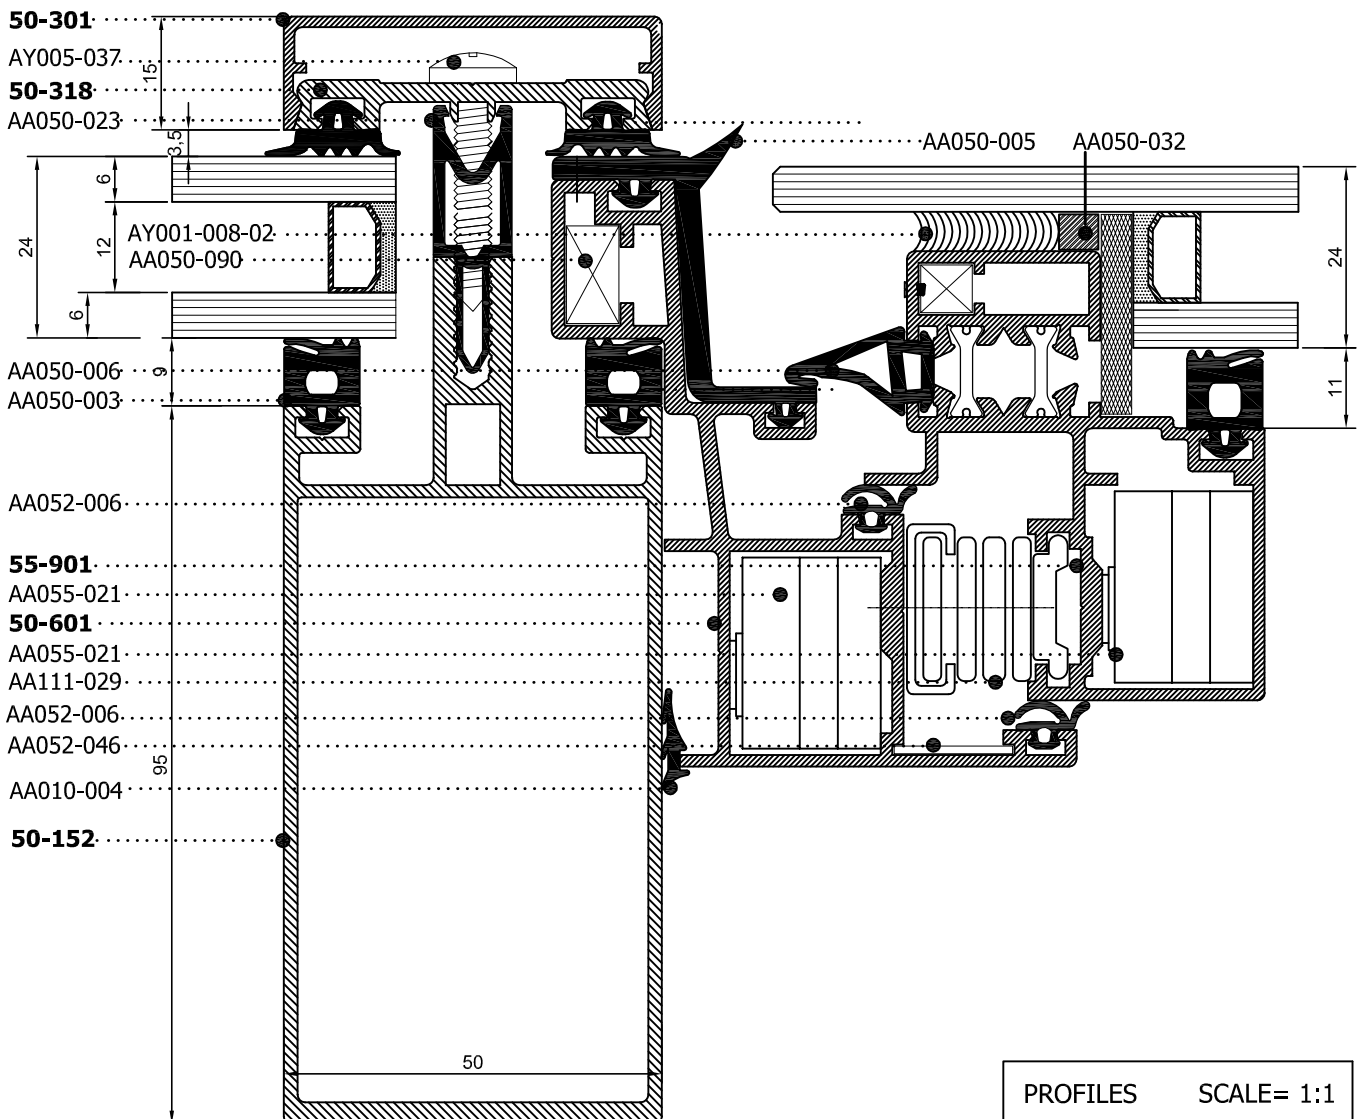 50-301
AY005-037
50-318
AA050-023
AA050-005
AA050-032
15
3,5
6
24
12
6
9
95
24
11
AY001-008-02
AA050-090
AA050-006
AA050-003
AA052-006
55-901
AA055-021
50-601
AA055-021
AA111-029
AA052-006
AA052-046
AA010-004
50-152
50
PROFILES SCALE= 1:1